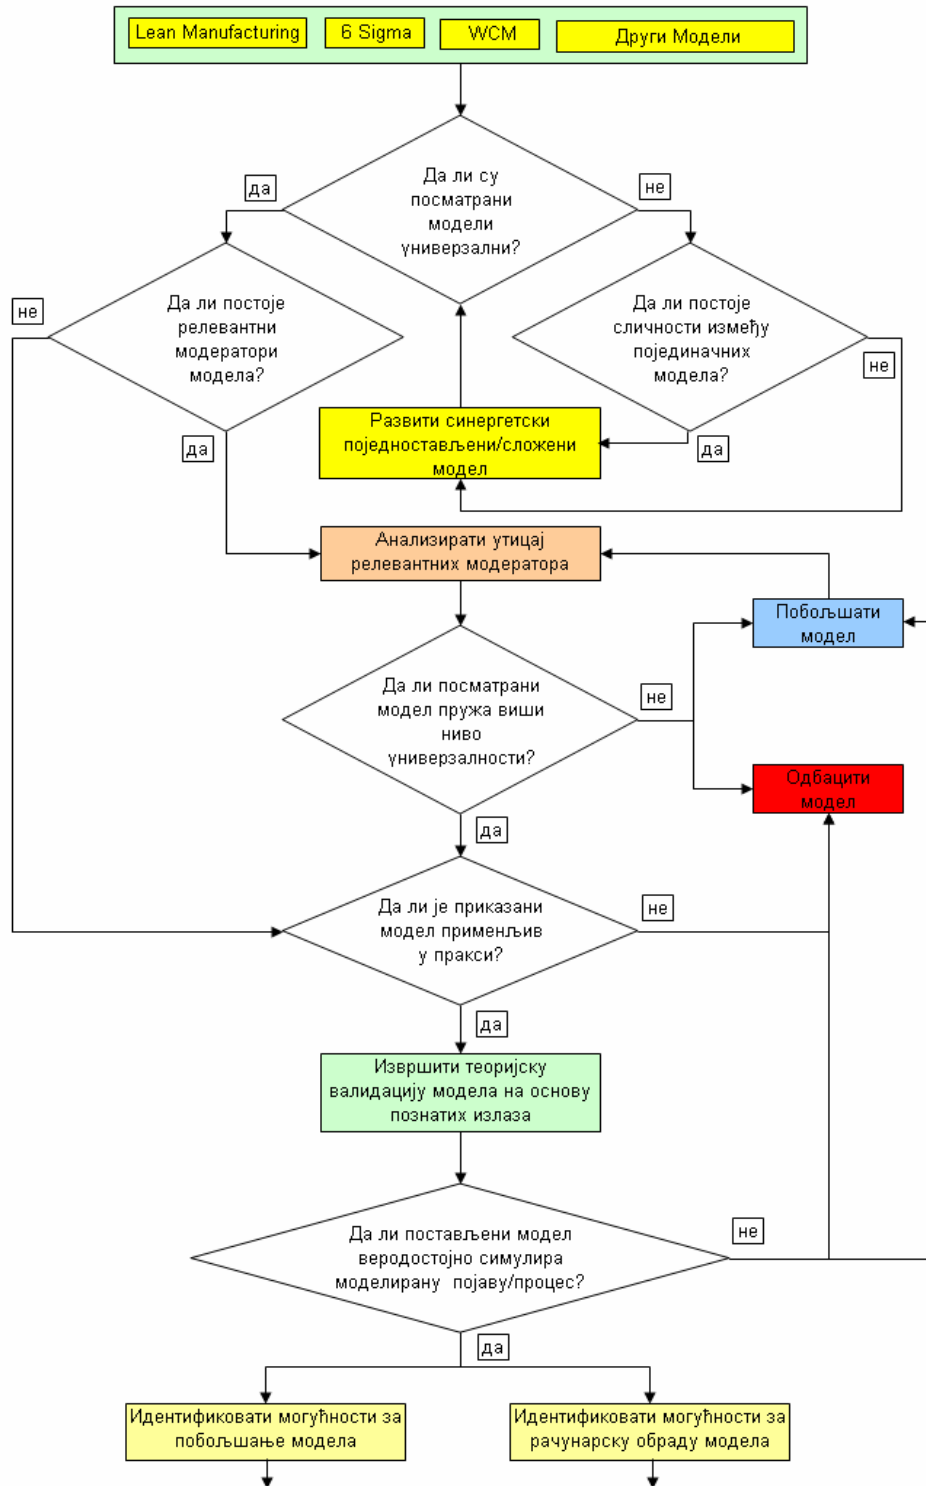 Lean Manufacturing
6 Sigma
WCM
Други Модели
Да ли су
посматрани
модели
универзални?
да
не
Да ли постоје
релевантни
модератори
модела?
не
да
Да ли постоје
сличности између
појединачних
модела?
не
да
Развити синергетски
поједностављени/сложени
модел
Анализирати утицај
релевантних модератора
Побољшати
модел
Да ли посматрани
модел пружа виши
ниво
универзалности?
не
да
Одбацити
модел
Да ли је приказани
модел применљив
у пракси?
не
да
Извршити теоријску
валидацију модела на основу
познатих излаза
Да ли постављени модел
веродостојно симулира
моделирану појаву/процес?
не
да
Идентификовати могућности за
побољшање модела
Идентификовати могућности за
рачунарску обраду модела